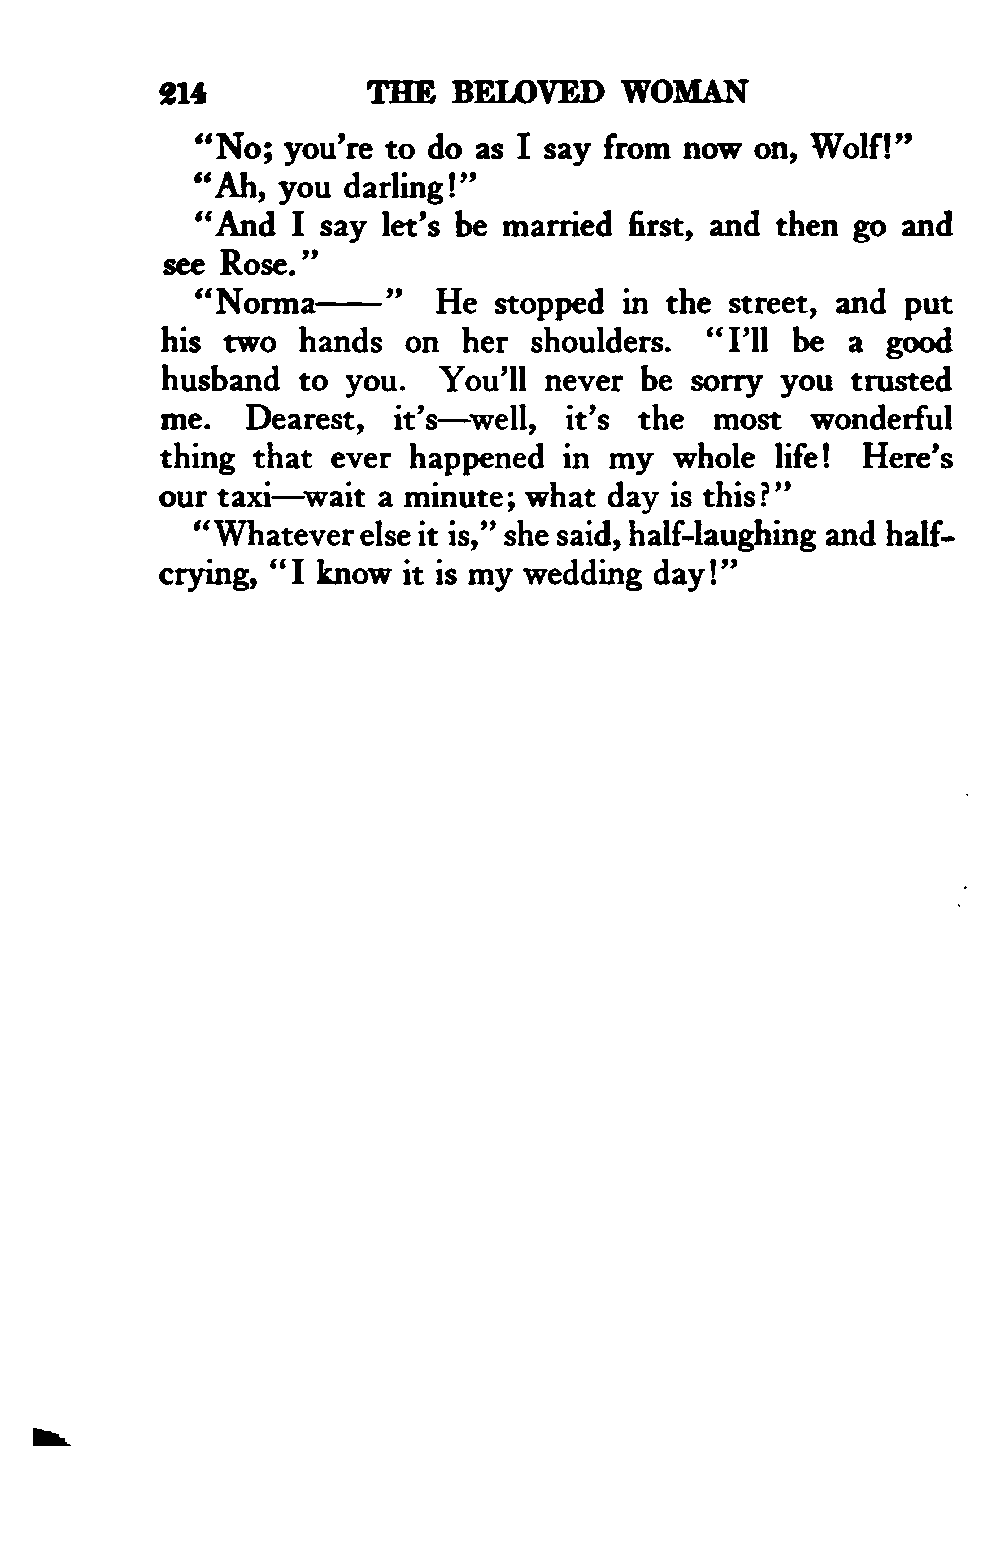 214 THE BELOVED WOMAN
“No; you’re to do as I say from now on, Wolf!”
“Ah, you darling!”
“And I say let’s be married first, and then go and
see Rose.”
“Norma——” He stopped in the street, and put
his two hands on her shoulders. “I’ll be a good
husband to you. You’ll never be sorry you trusted
me. Dearest, it’s—well, it’s the most wonderful
thing that ever happened in my whole life! Here’s
our taxi—wait a minute; what day is this?”
“Whatever else it is,” she said, half-laughing and half-
crying, “I know it is my wedding day!”